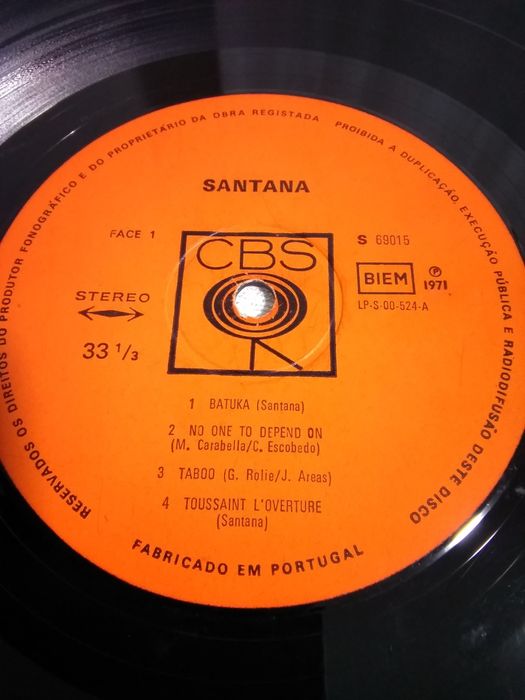 RESERVADOS OS DIREITOS DO PRODUTOR FONOGRÁFICO E DO PROPRIETÁRIO DA OBRA REGISTADA PROIBIDA A DUPLICAÇÃO, EXECUÇÃO PÚBLICA E RADIODIFUSÃO DESTE DISCO
SANTANA
FACE 1
S 69015
CBS
BIEM
℗ 1971
STEREO
LP-S-00-524-A
33 1/3
1 BATUKA (Santana)
2 NO ONE TO DEPEND ON
(M. Carabella/C. Escobedo)
3 TABOO (G. Rolie/J. Areas)
4 TOUSSAINT L'OVERTURE
(Santana)
FABRICADO EM PORTUGAL